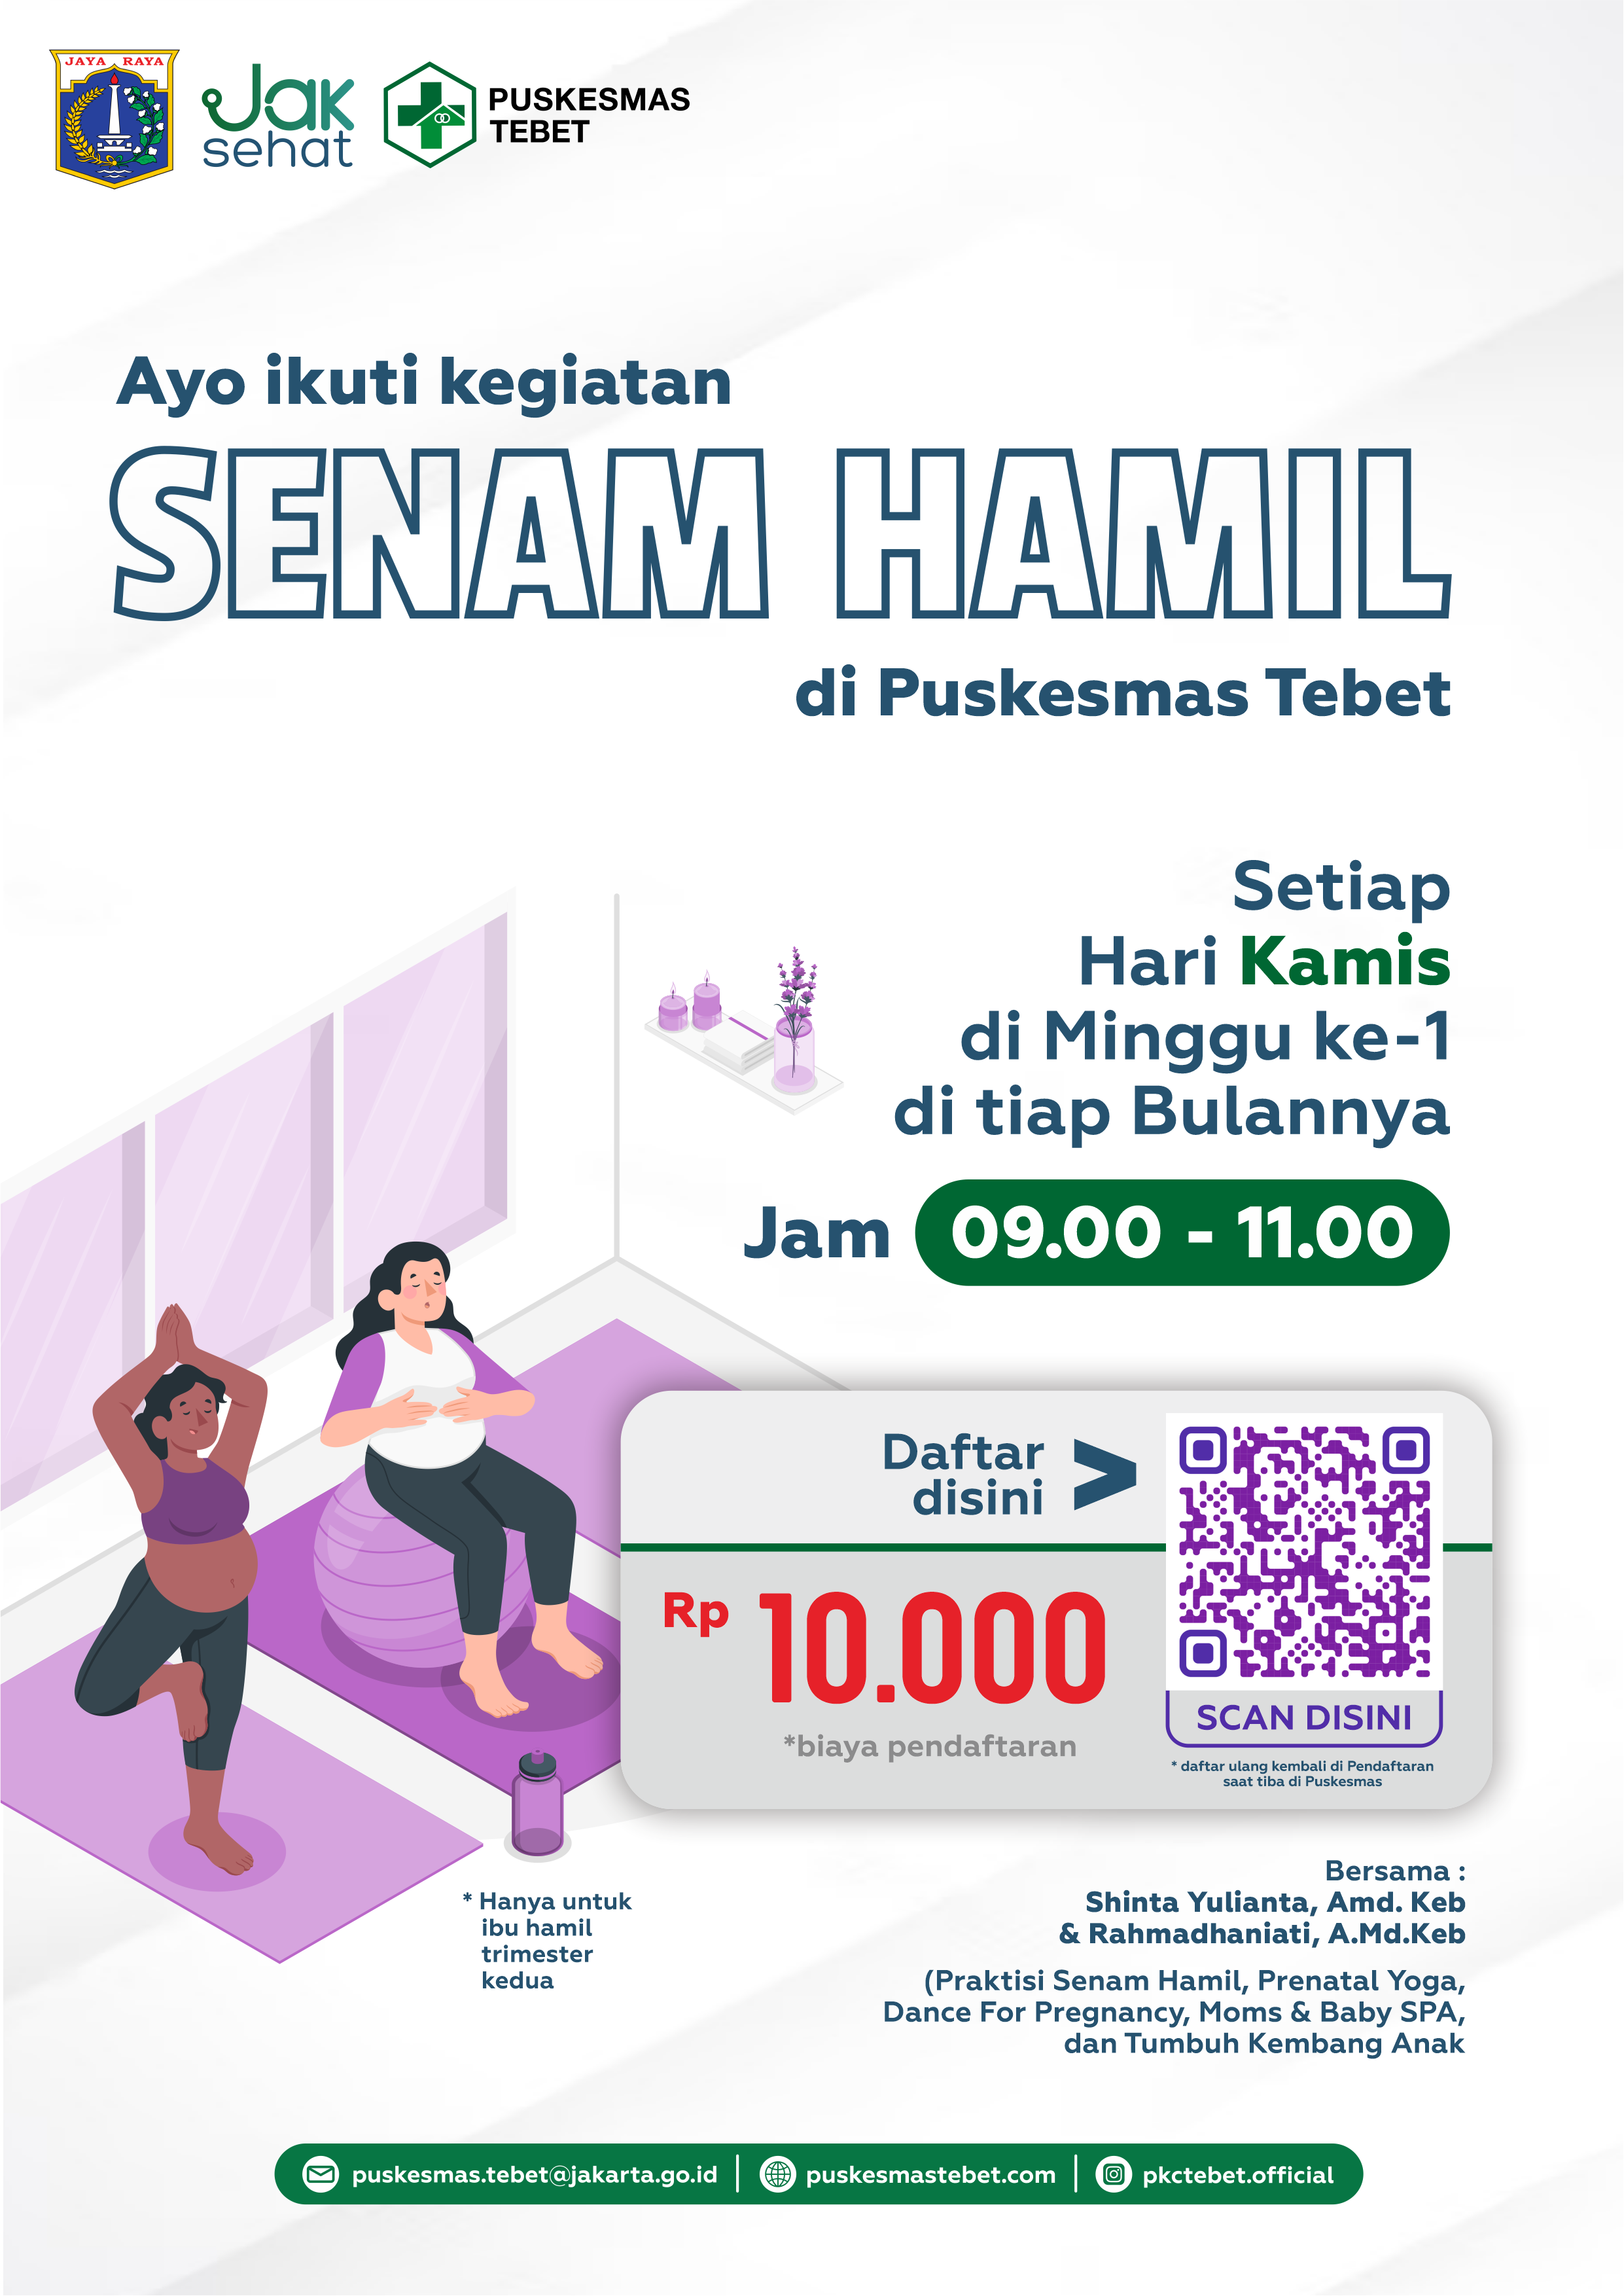 JAYA RAYA
Jak
sehat
PUSKESMAS
TEBET
Ayo ikuti kegiatan
SENAM HAMIL
di Puskesmas Tebet
Setiap
Hari Kamis
di Minggu ke-1
di tiap Bulannya
Jam 09.00 - 11.00
Daftar
disini >
Rp 10.000
*biaya pendaftaran
SCAN DISINI
* daftar ulang kembali di Pendaftaran
saat tiba di Puskesmas
* Hanya untuk
ibu hamil
trimester
kedua
Bersama :
Shinta Yulianta, Amd. Keb
& Rahmadhaniati, A.Md.Keb
(Praktisi Senam Hamil, Prenatal Yoga,
Dance For Pregnancy, Moms & Baby SPA,
dan Tumbuh Kembang Anak
puskesmas.tebet@jakarta.go.id | puskesmastebet.com | pkctebet.official